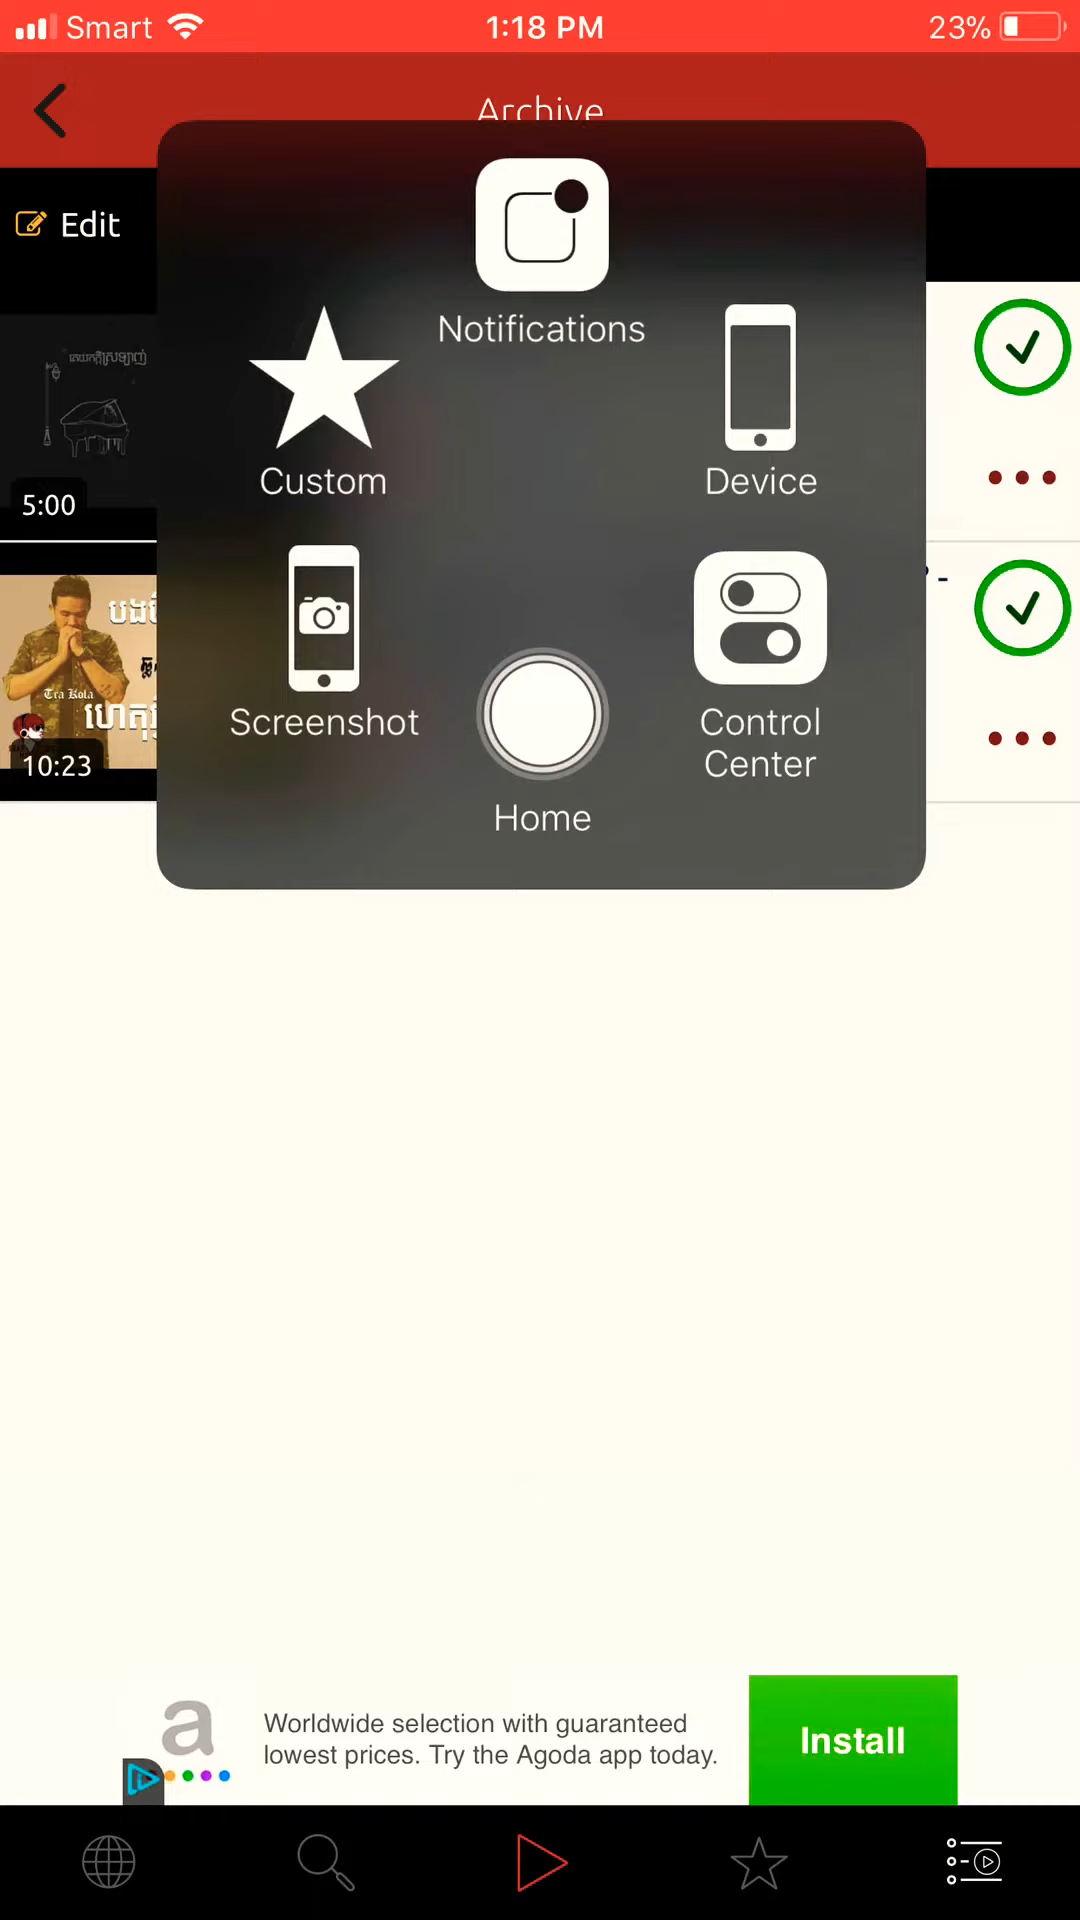 Smart
1:18 PM
23%
Archive
Edit
Notifications
Custom
Device
5:00
Screenshot
Control
Center
Home
-
Tra Kola
10:23
Worldwide selection with guaranteed
lowest prices. Try the Agoda app today.
a
Install